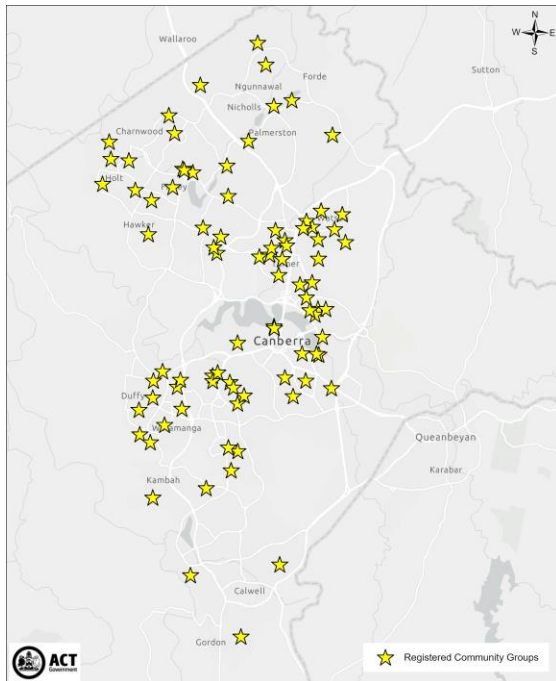 Wallaroo
N
W E
S
Forde
Sutton
Ngunnawal
Nicholls
Charnwood
Palmerston
Holt
Hawker
Canberra
Duffy
Queanbeyan
Karabar
Kambah
Calwell
Gordon
ACT
Government
Registered Community Groups